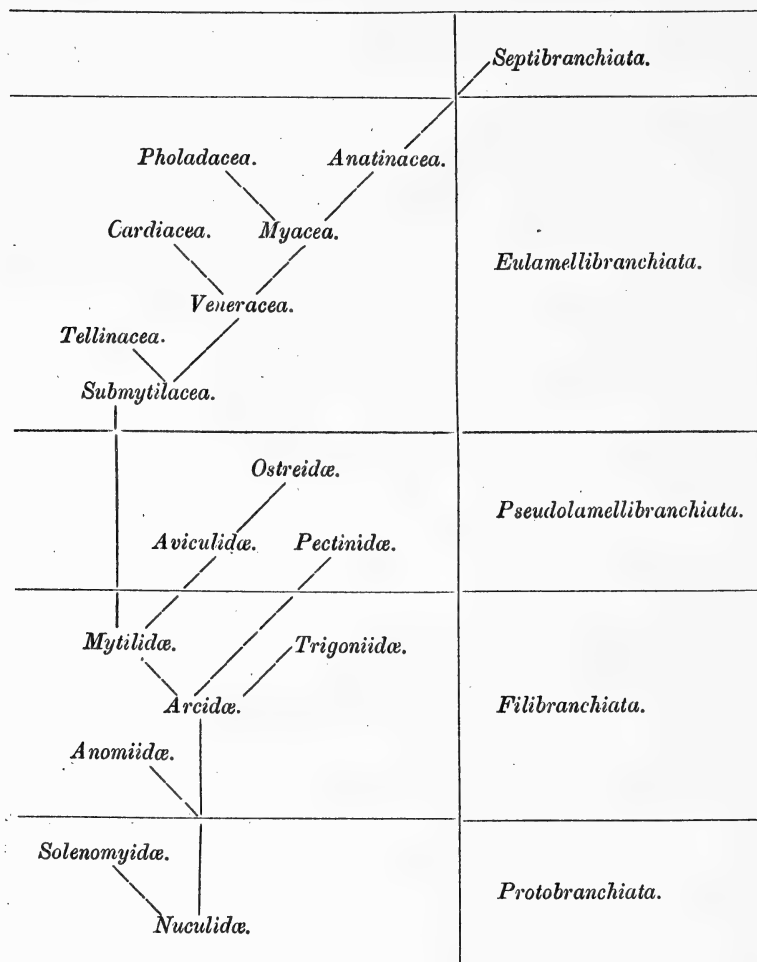 Septibranchiata.
Pholadacea. Anatinacea.
Cardiacea. Myacea.
Eulamellibranchiata.
Veneracea.
Tellinacea.
Submytilacea.
Ostreidæ.
Pseudolamellibranchiata.
Aviculidæ. Pectinidæ.
Mytilidæ. Trigoniidæ.
Arcidæ. Filibranchiata.
Anomiidæ.
Solenomyidæ.
Protobranchiata.
Nuculidæ.